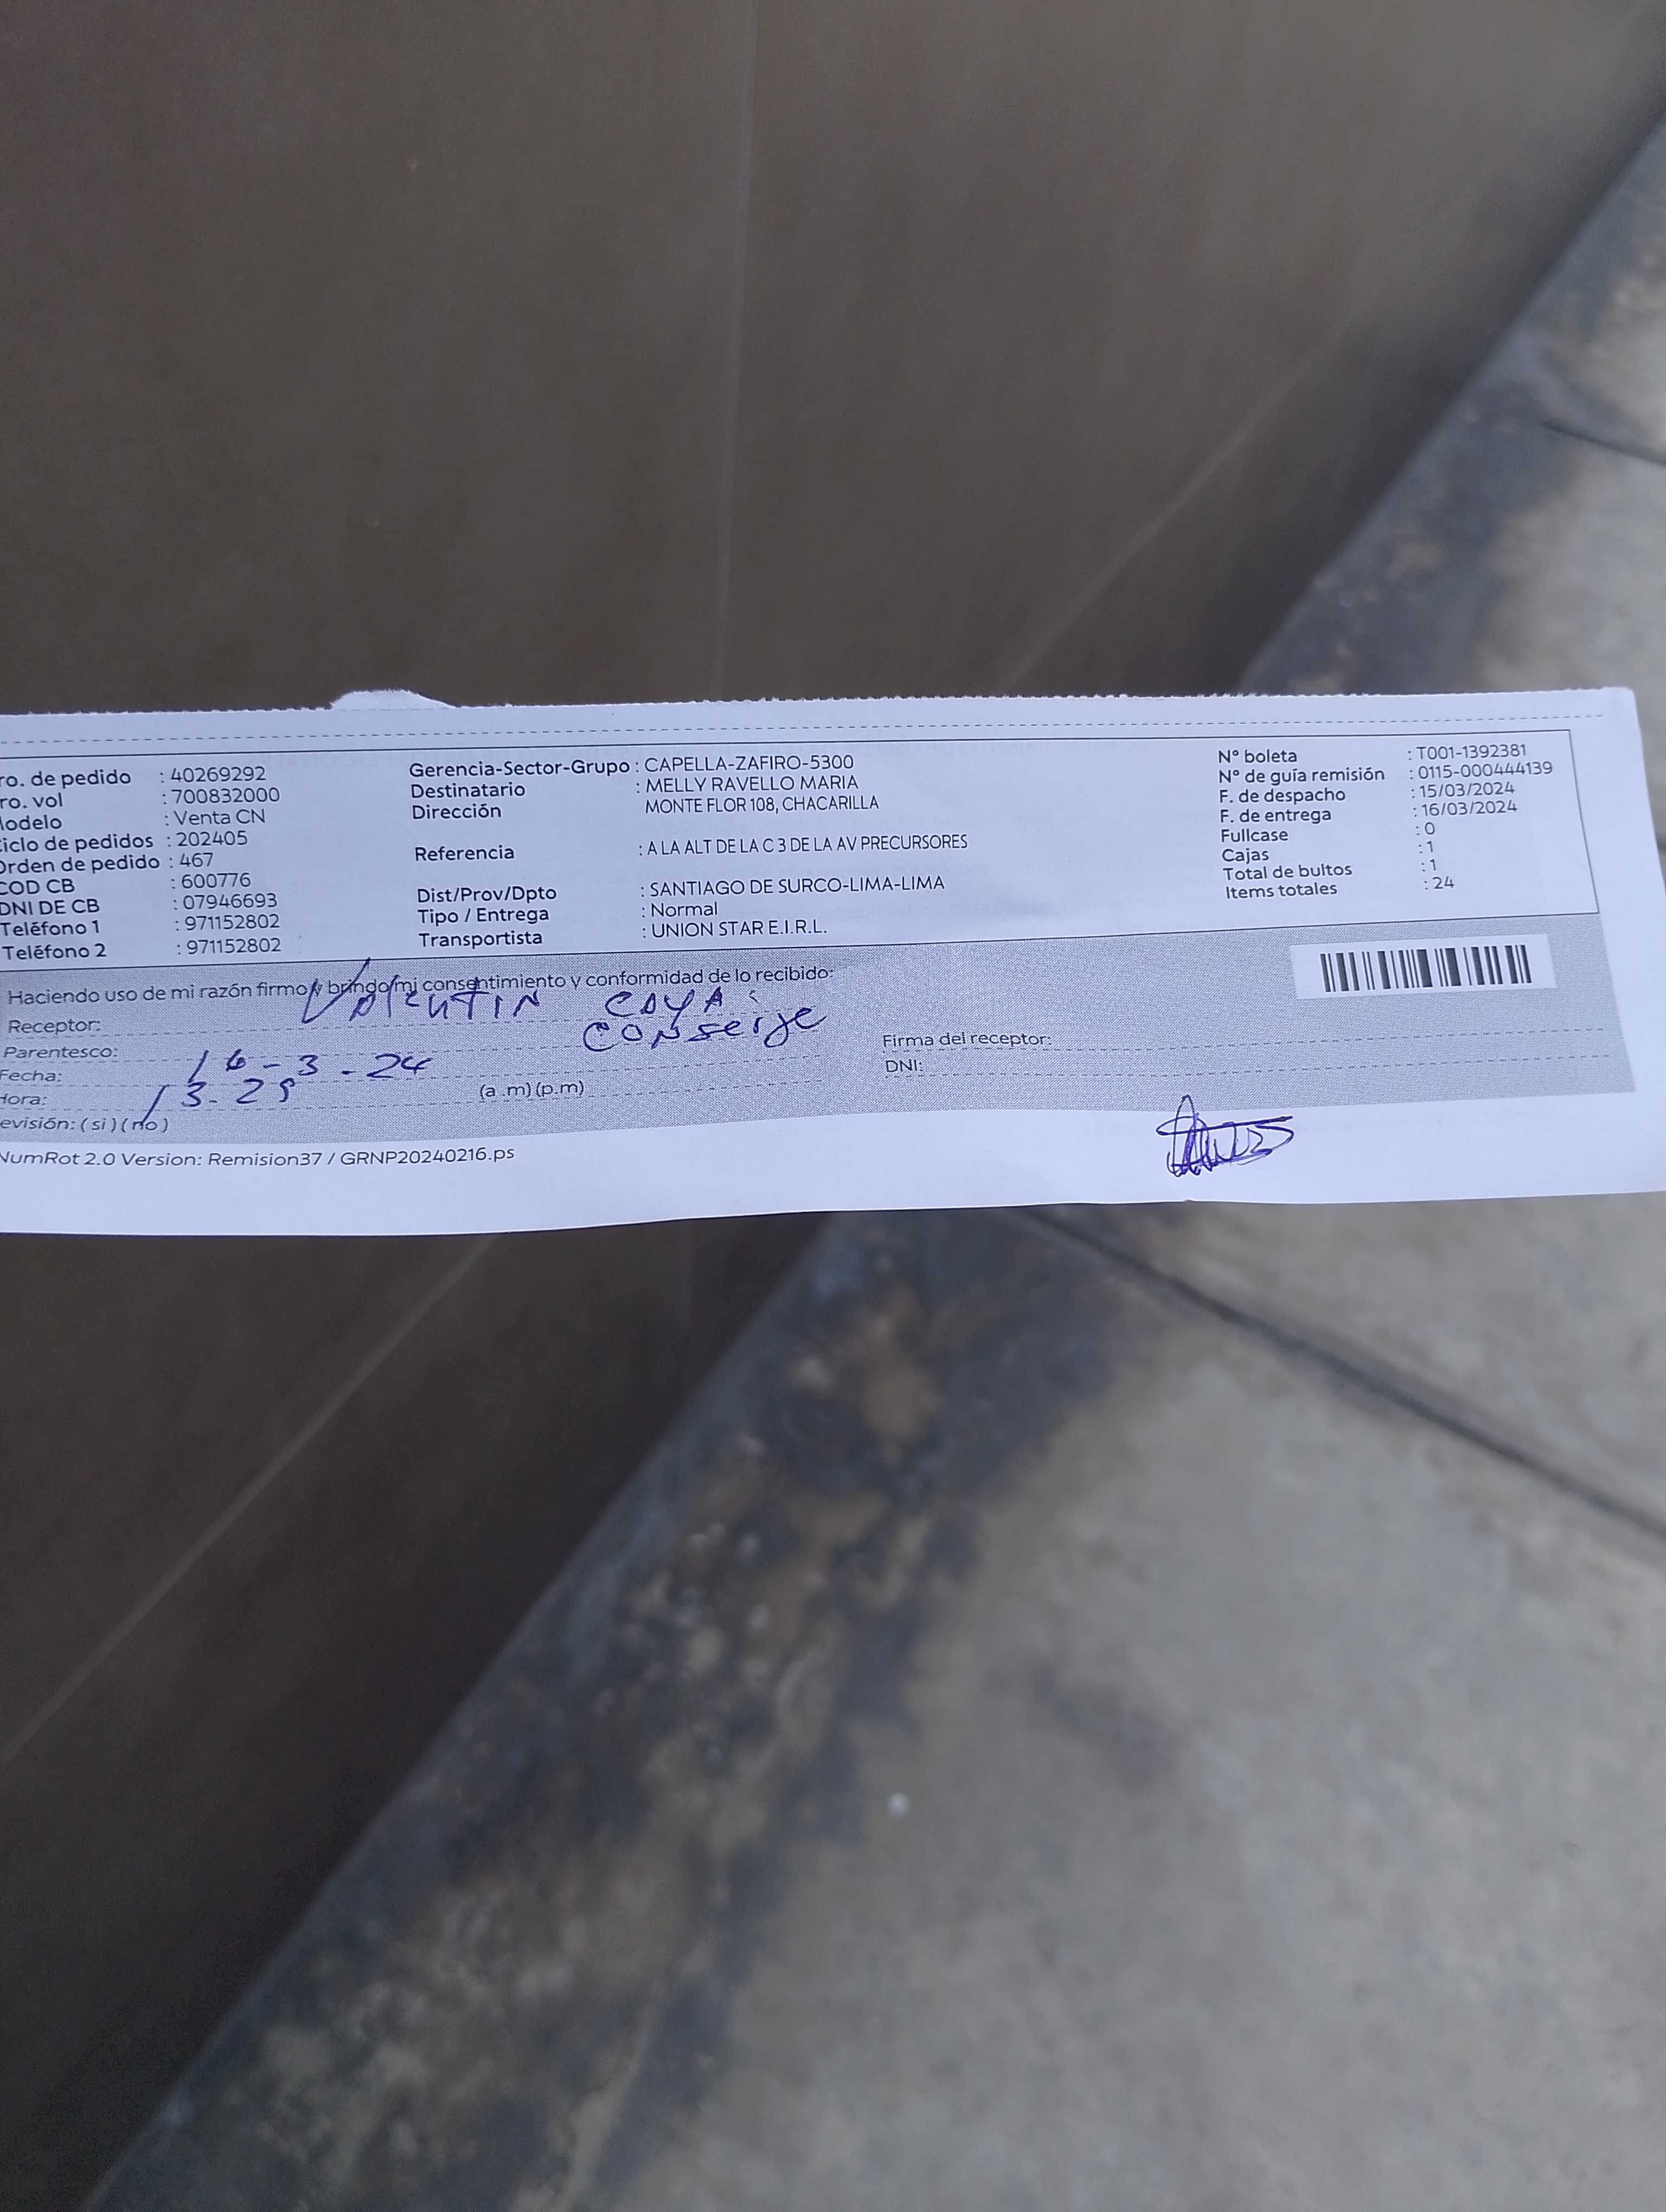 ro. de pedido : 40269292
ro. vol : 700832000
lodelo : Venta CN
iclo de pedidos : 202405
Orden de pedido : 467
COD CB : 600776
DNI DE CB : 07946693
Teléfono 1 : 971152802
Teléfono 2 : 971152802
Gerencia-Sector-Grupo : CAPELLA-ZAFIRO-5300
Destinatario : MELLY RAVELLO MARIA
Dirección MONTE FLOR 108, CHACARILLA
Referencia : A LA ALT DE LA C 3 DE LA AV PRECURSORES
Dist/Prov/Dpto : SANTIAGO DE SURCO-LIMA-LIMA
Tipo / Entrega : Normal
Transportista : UNION STAR E.I.R.L.
N° boleta : T001-1392381
N° de guía remisión : 0115-000444139
F. de despacho : 15/03/2024
F. de entrega : 16/03/2024
Fullcase : 0
Cajas : 1
Total de bultos : 1
Items totales : 24
Haciendo uso de mi razón firmo y brindo mi consentimiento y conformidad de lo recibido:
Receptor: Valentin Coya
Parentesco: Conserje
Fecha: 16-3-24
Hora: 13-25 (a .m) (p.m)
evisión: ( si ) ( no )
Firma del receptor:
DNI:
NumRot 2.0 Version: Remision37 / GRNP20240216.ps